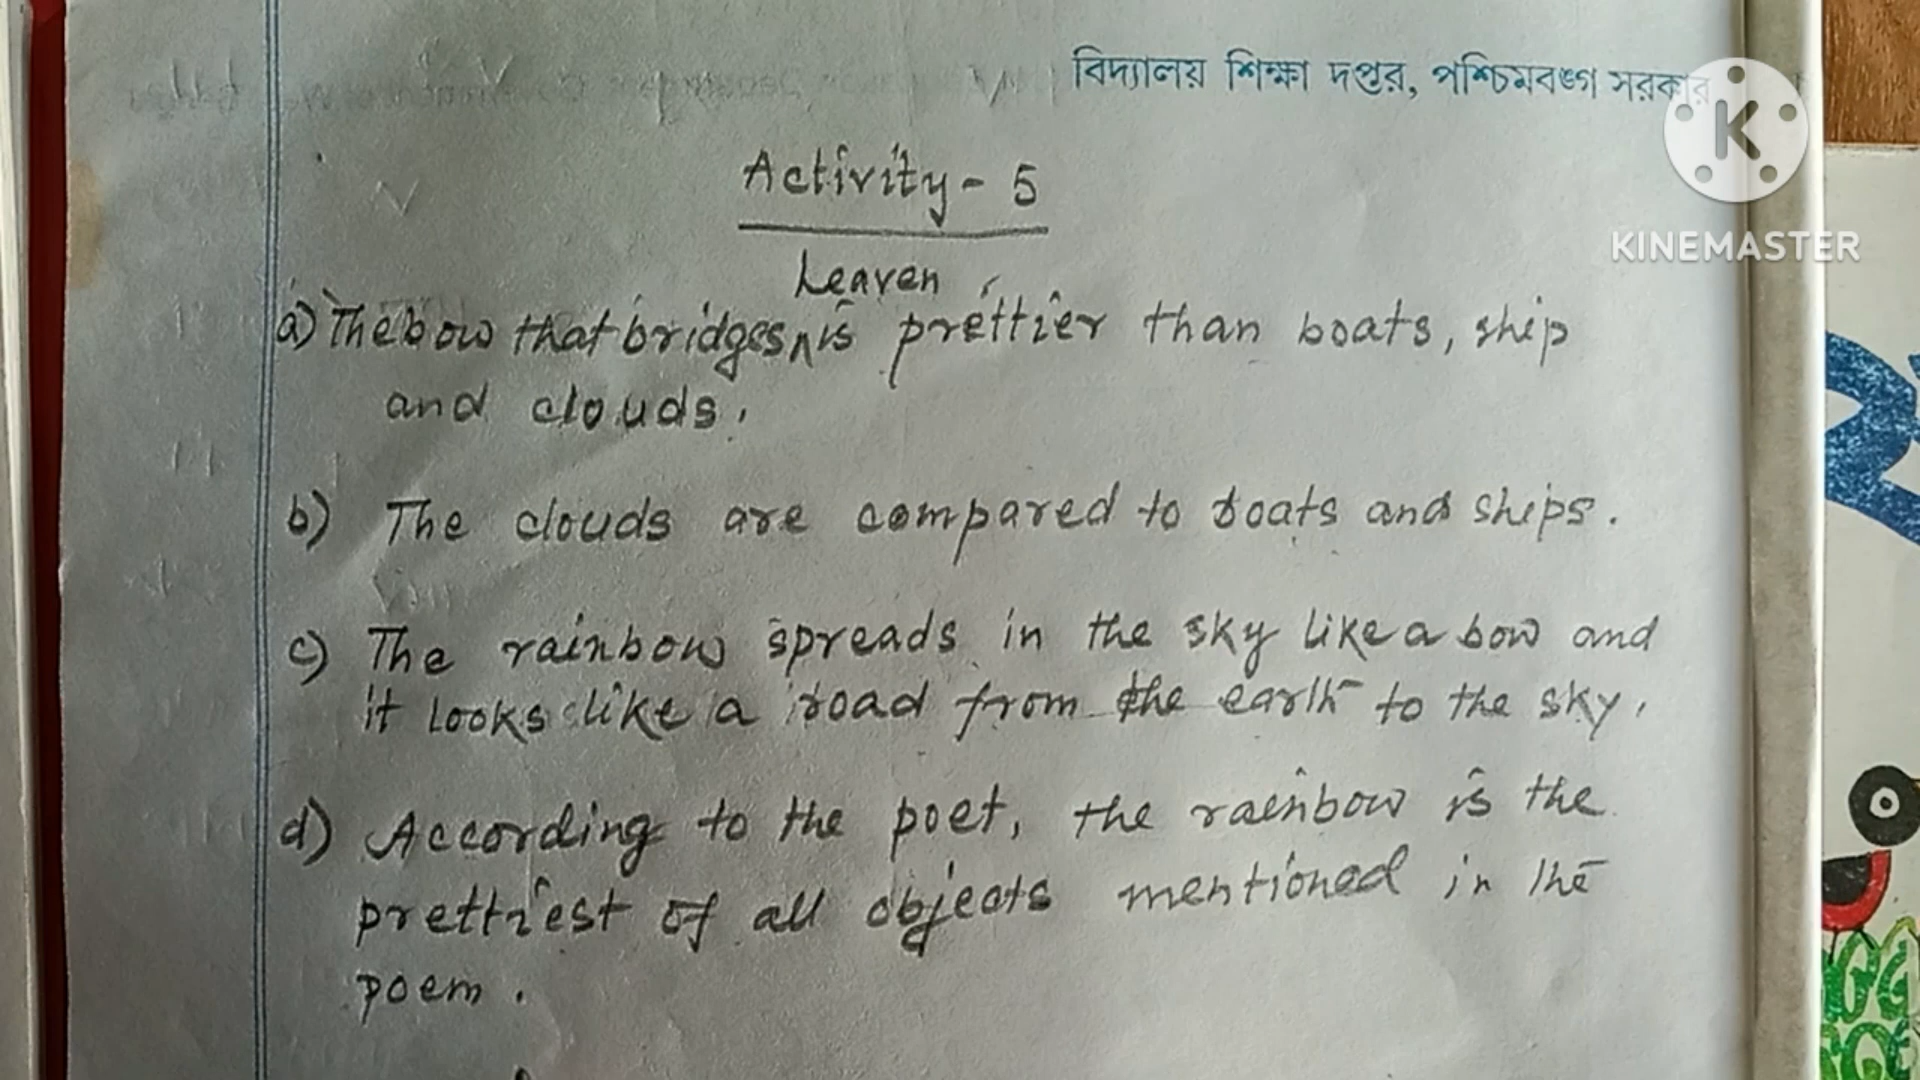 বিদ্যালয় শিক্ষা দপ্তর, পশ্চিমবঙ্গ সরকার
KINEMASTER
Activity - 5
heaven
a) The bow that bridges ^ is prettier than boats, ship
and clouds.
b) The clouds are compared to boats and ships.
c) The rainbow spreads in the sky like a bow and
it looks like a road from the earth to the sky.
d) According to the poet, the rainbow is the
prettiest of all objects mentioned in the
poem.